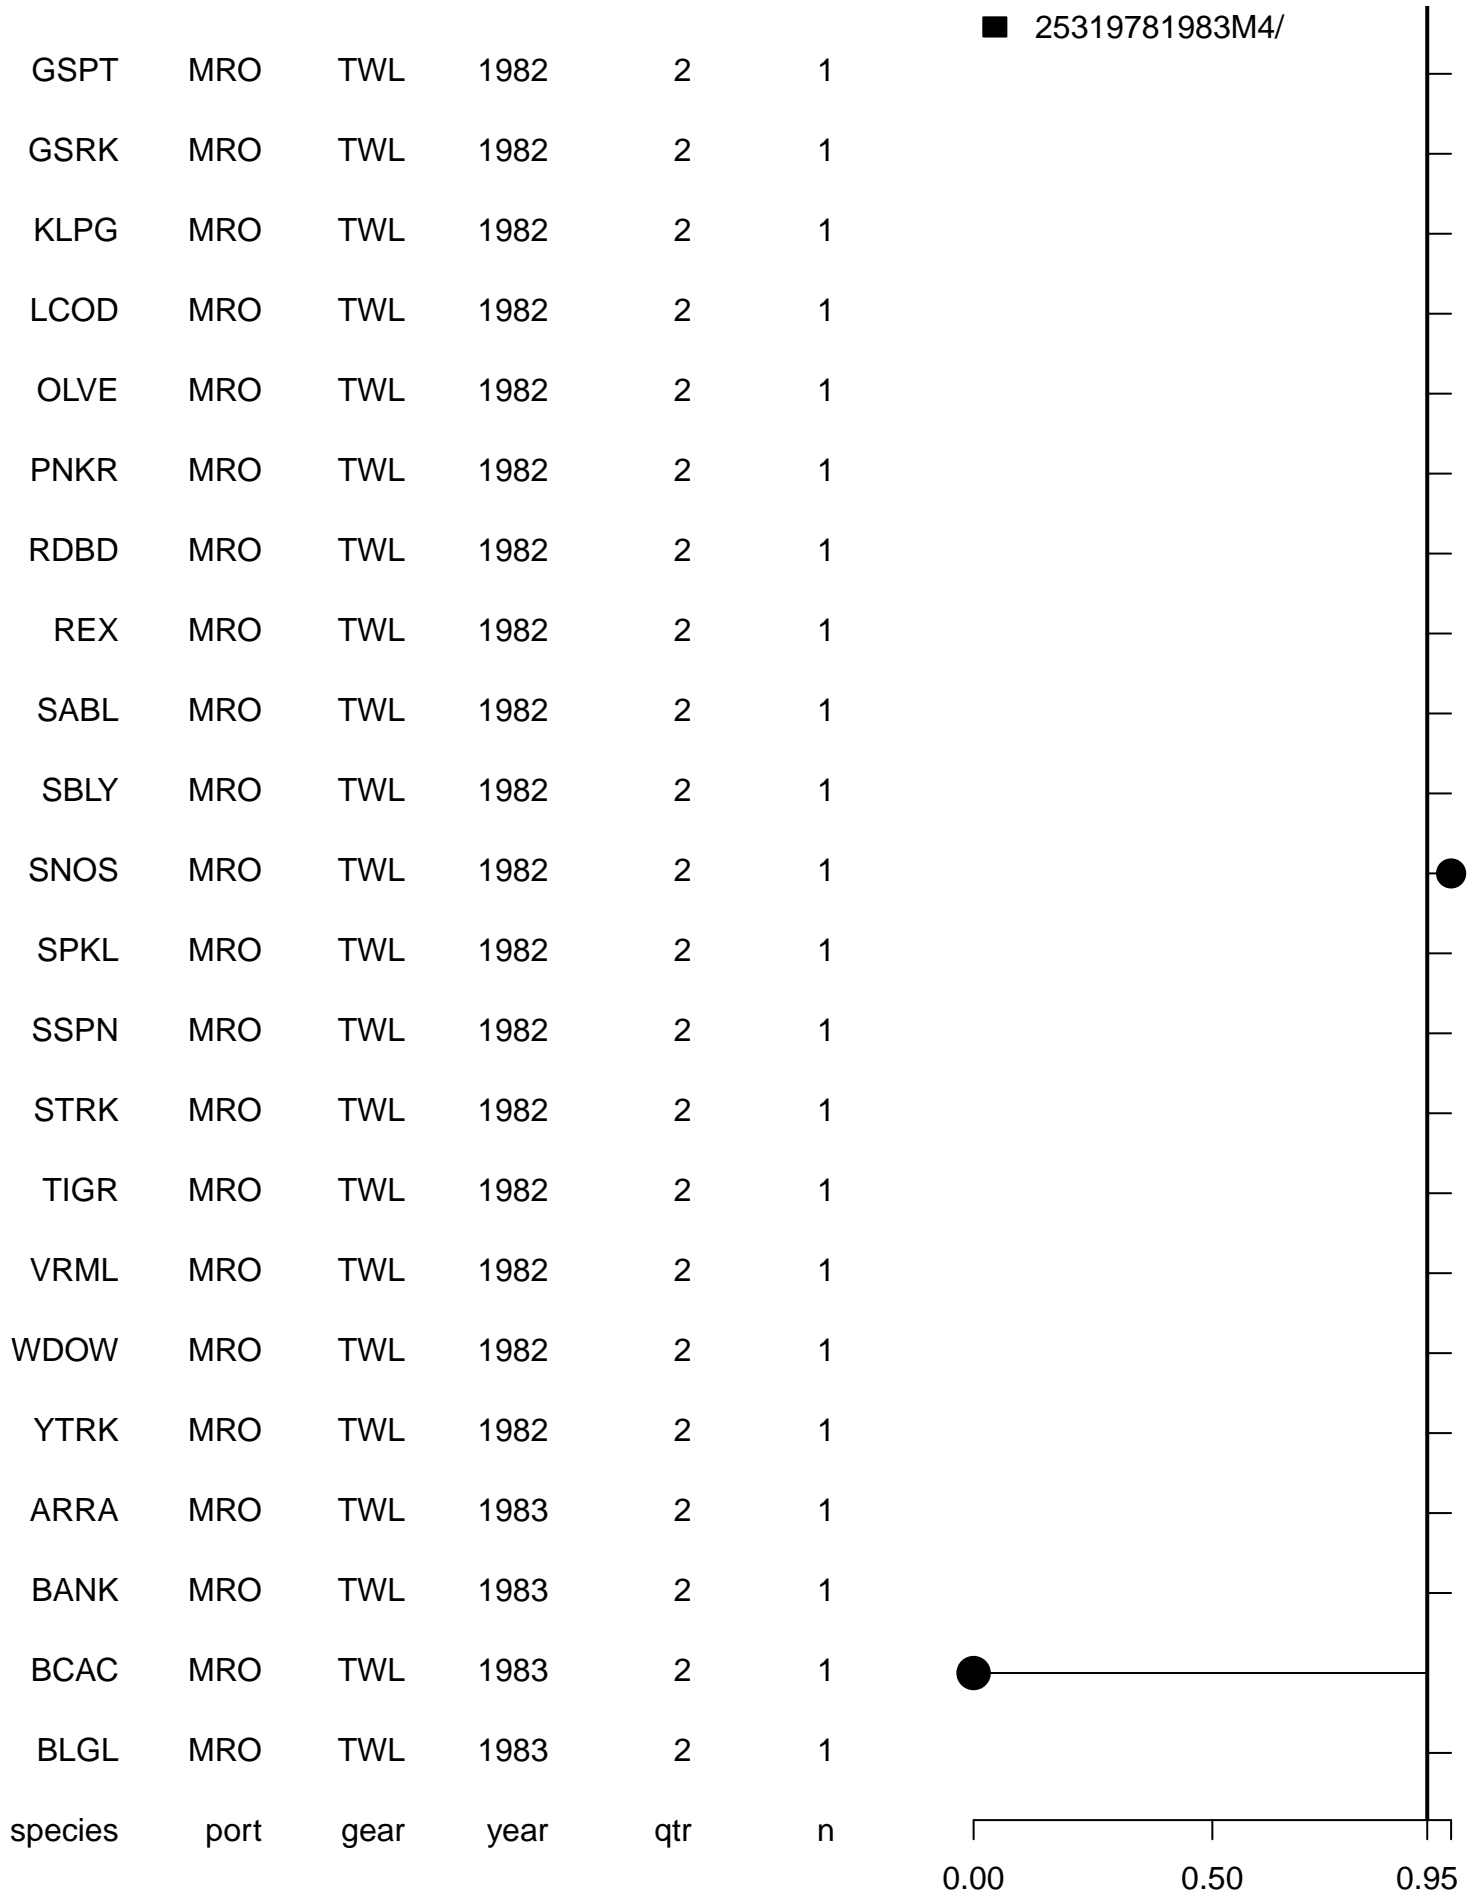 25319781983M4/
GSPT MRO TWL 1982 2 1
GSRK MRO TWL 1982 2 1
KLPG MRO TWL 1982 2 1
LCOD MRO TWL 1982 2 1
OLVE MRO TWL 1982 2 1
PNKR MRO TWL 1982 2 1
RDBD MRO TWL 1982 2 1
REX MRO TWL 1982 2 1
SABL MRO TWL 1982 2 1
SBLY MRO TWL 1982 2 1
SNOS MRO TWL 1982 2 1
SPKL MRO TWL 1982 2 1
SSPN MRO TWL 1982 2 1
STRK MRO TWL 1982 2 1
TIGR MRO TWL 1982 2 1
VRML MRO TWL 1982 2 1
WDOW MRO TWL 1982 2 1
YTRK MRO TWL 1982 2 1
ARRA MRO TWL 1983 2 1
BANK MRO TWL 1983 2 1
BCAC MRO TWL 1983 2 1
BLGL MRO TWL 1983 2 1
species port gear year qtr n
0.00 0.50 0.95